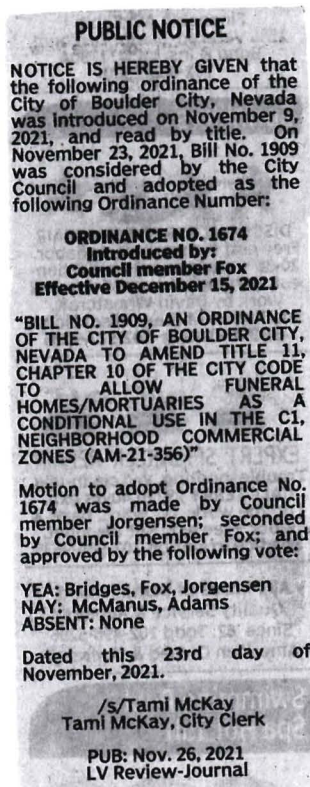 PUBLIC NOTICE
NOTICE IS HEREBY GIVEN that
the following ordinance of the
City of Boulder City, Nevada
was introduced on November 9,
2021, and read by title. On
November 23, 2021, Bill No. 1909
was considered by the City
Council and adopted as the
following Ordinance Number:
ORDINANCE NO. 1674
Introduced by:
Council member Fox
Effective December 15, 2021
“BILL NO. 1909, AN ORDINANCE
OF THE CITY OF BOULDER CITY,
NEVADA TO AMEND TITLE 11,
CHAPTER 10 OF THE CITY CODE
TO ALLOW FUNERAL
HOMES/MORTUARIES AS A
CONDITIONAL USE IN THE C1,
NEIGHBORHOOD COMMERCIAL
ZONES (AM-21-356)”
Motion to adopt Ordinance No.
1674 was made by Council
member Jorgensen; seconded
by Council member Fox; and
approved by the following vote:
YEA: Bridges, Fox, Jorgensen
NAY: McManus, Adams
ABSENT: None
Dated this 23rd day of
November, 2021.
/s/Tami McKay
Tami McKay, City Clerk
PUB: Nov. 26, 2021
LV Review-Journal